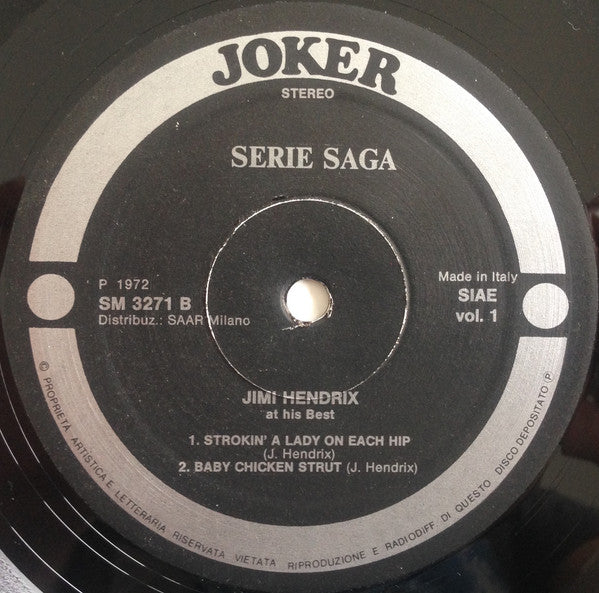 JOKER
STEREO
SERIE SAGA
P 1972
SM 3271 B
Distribuz.: SAAR Milano
Made in Italy
SIAE
vol. 1
JIMI HENDRIX
at his Best
1. STROKIN' A LADY ON EACH HIP
(J. Hendrix)
2. BABY CHICKEN STRUT (J. Hendrix)
© PROPRIETÀ ARTISTICA E LETTERARIA RISERVATA VIETATA RIPRODUZIONE E RADIODIFF DI QUESTO DISCO DEPOSITATO P.